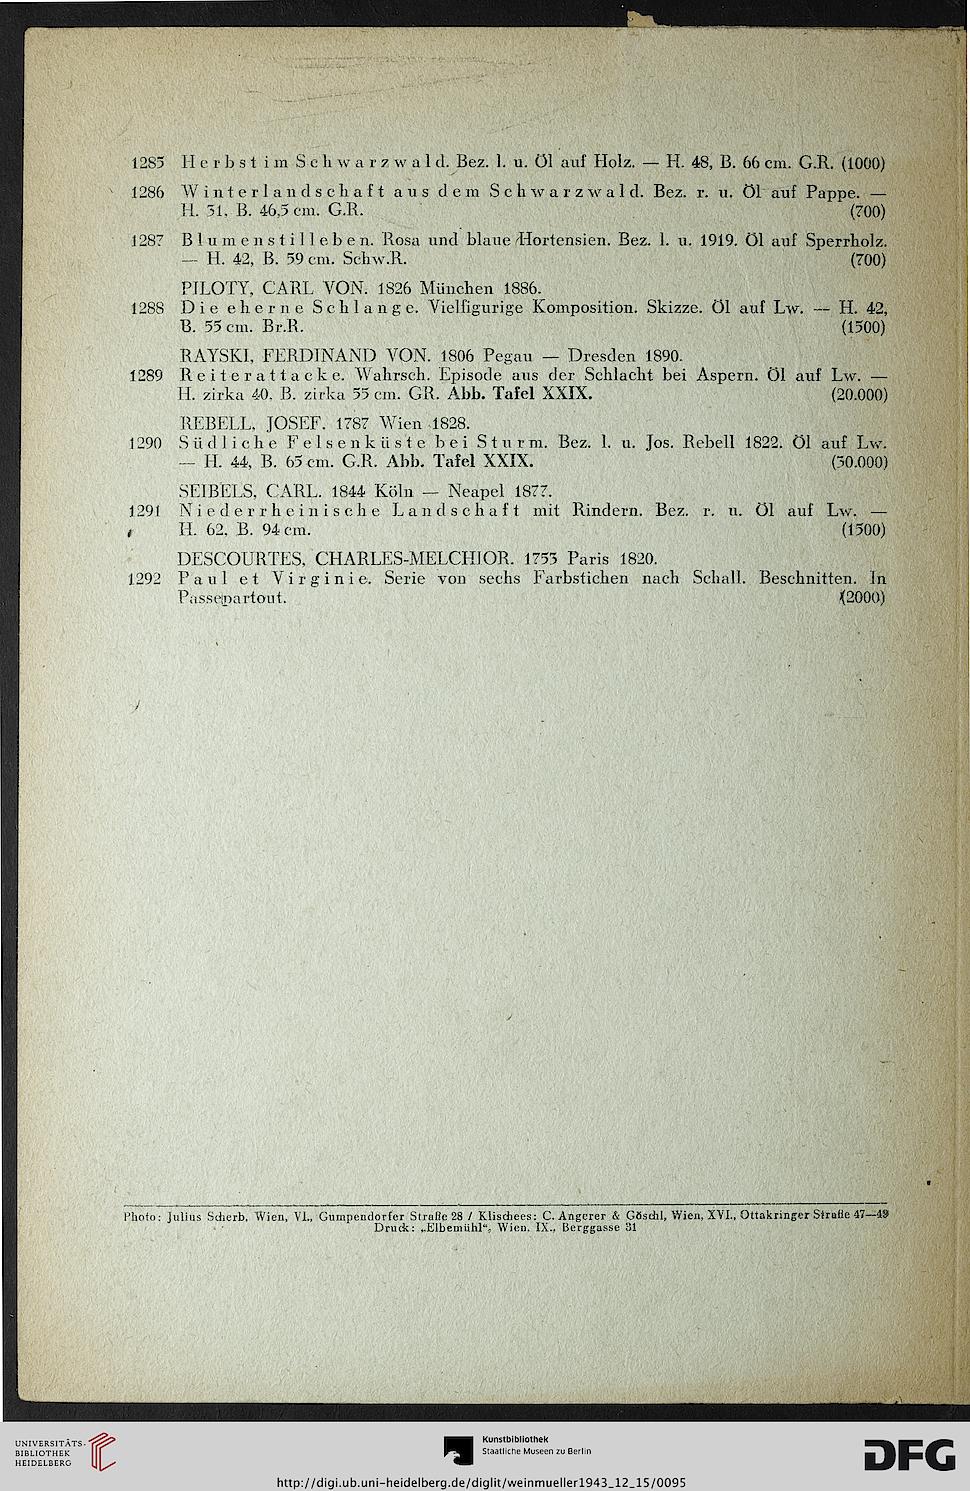 1285 Herbst im Schwarzwald. Bez. l. u. Öl auf Holz. — H. 48, B. 66 cm. G.R. (1000)
1286 Winterlandschaft aus dem Schwarzwald. Bez. r. u. Öl auf Pappe. —
H. 31, B. 46,5 cm. G.R. (700)
1287 Blumenstilleben. Rosa und blaue Hortensien. Bez. l. u. 1919. Öl auf Sperrholz.
— H. 42, B. 59 cm. Schw.R. (700)
PILOTY, CARL VON. 1826 München 1886.
1288 Die eherne Schlange. Vielfigurige Komposition. Skizze. Öl auf Lw. — H. 42,
B. 55 cm. Br.R. (1500)
RAYSKI, FERDINAND VON. 1806 Pegau — Dresden 1890.
1289 Reiterattacke. Wahrsch. Episode aus der Schlacht bei Aspern. Öl auf Lw. —
H. zirka 40, B. zirka 55 cm. GR. Abb. Tafel XXIX. (20.000)
REBELL, JOSEF. 1787 Wien 1828.
1290 Südliche Felsenküste bei Sturm. Bez. l. u. Jos. Rebell 1822. Öl auf Lw.
— H. 44, B. 65 cm. G.R. Abb. Tafel XXIX. (30.000)
SEIBELS, CARL. 1844 Köln — Neapel 1877.
1291 Niederrheinische Landschaft mit Rindern. Bez. r. u. Öl auf Lw. —
H. 62, B. 94 cm. (1500)
DESCOURTES, CHARLES-MELCHIOR. 1753 Paris 1820.
1292 Paul et Virginie. Serie von sechs Farbstichen nach Schall. Beschnitten. In
Passepartout. (2000)
Photo: Julius Scherb, Wien, VI., Gumpendorfer Straße 28 / Klischees: C. Angerer & Göschl, Wien, XVI., Ottakringer Straße 47—49
Druck: „Elbemühl“, Wien, IX., Berggasse 31
UNIVERSITÄTS-
BIBLIOTHEK
HEIDELBERG
Kunstbibliothek
Staatliche Museen zu Berlin
DFG
http://digi.ub.uni-heidelberg.de/diglit/weinmueller1943_12_15/0095